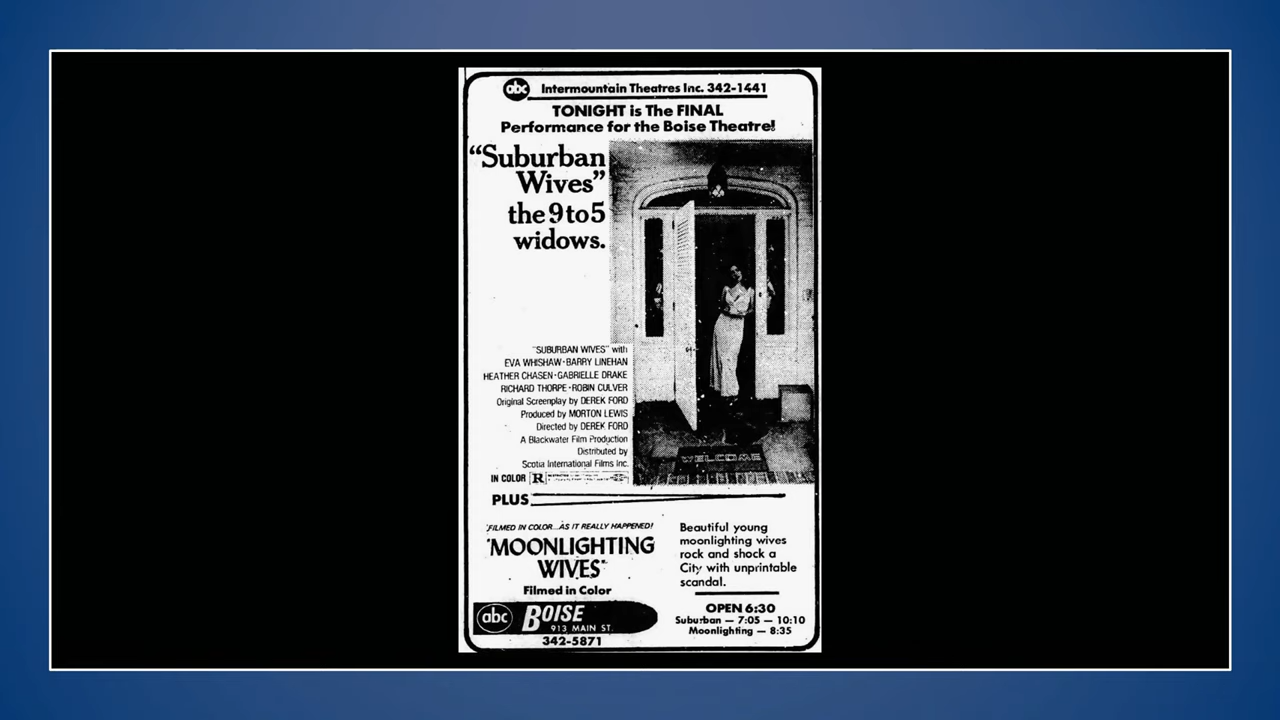 abc Intermountain Theatres Inc. 342-1441
TONIGHT is The FINAL
Performance for the Boise Theatre!
“Suburban
Wives”
the 9 to 5
widows.
"SUBURBAN WIVES" with
EVA WHISHAW · BARRY LINEHAN
HEATHER CHASEN · GABRIELLE DRAKE
RICHARD THORPE · ROBIN CULVER
Original Screenplay by DEREK FORD
Produced by MORTON LEWIS
Directed by DEREK FORD
A Blackwater Film Production
Distributed by
Scotia International Films Inc.
IN COLOR R
WELCOME
PLUS
'FILMED IN COLOR...AS IT REALLY HAPPENED!
'MOONLIGHTING
WIVES'
Filmed in Color
Beautiful young
moonlighting wives
rock and shock a
City with unprintable
scandal.
abc BOISE
913 MAIN ST.
342-5871
OPEN 6:30
Suburban — 7:05 — 10:10
Moonlighting — 8:35